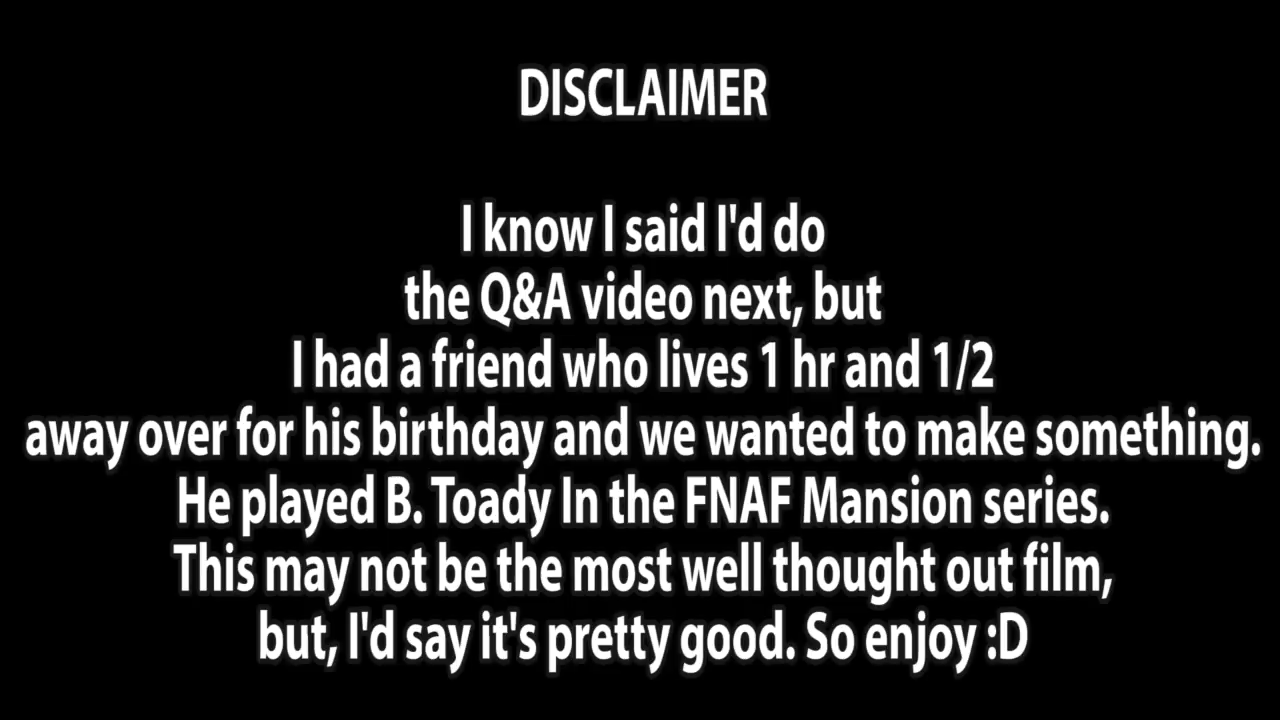 DISCLAIMER
I know I said I'd do
the Q&A video next, but
I had a friend who lives 1 hr and 1/2
away over for his birthday and we wanted to make something.
He played B. Toady In the FNAF Mansion series.
This may not be the most well thought out film,
but, I'd say it's pretty good. So enjoy :D